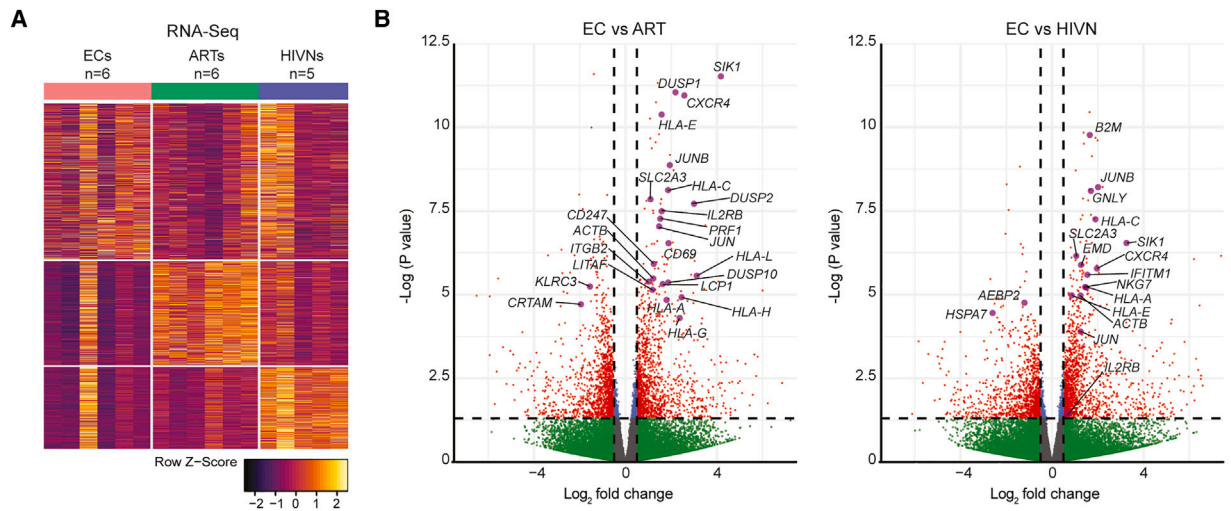 A
RNA-Seq
ECs
n=6
ARTs
n=6
HIVNs
n=5
Row Z−Score
−2 −1 0 1 2
B
EC vs ART
12.5
10
7.5
5
2.5
0
-Log (P value)
SIK1
DUSP1
CXCR4
HLA-E
JUNB
SLC2A3
HLA-C
DUSP2
CD247
IL2RB
ACTB
PRF1
JUN
ITGB2
CD69
HLA-L
LITAF
KLRC3
DUSP10
LCP1
CRTAM
HLA-A
HLA-H
HLA-G
−4 0 4
Log2 fold change
EC vs HIVN
12.5
10
7.5
5
2.5
0
-Log (P value)
B2M
JUNB
GNLY
HLA-C
SLC2A3
SIK1
EMD
CXCR4
IFITM1
NKG7
AEBP2
HLA-A
HSPA7
HLA-E
ACTB
JUN
IL2RB
−4 0 4
Log2 fold change